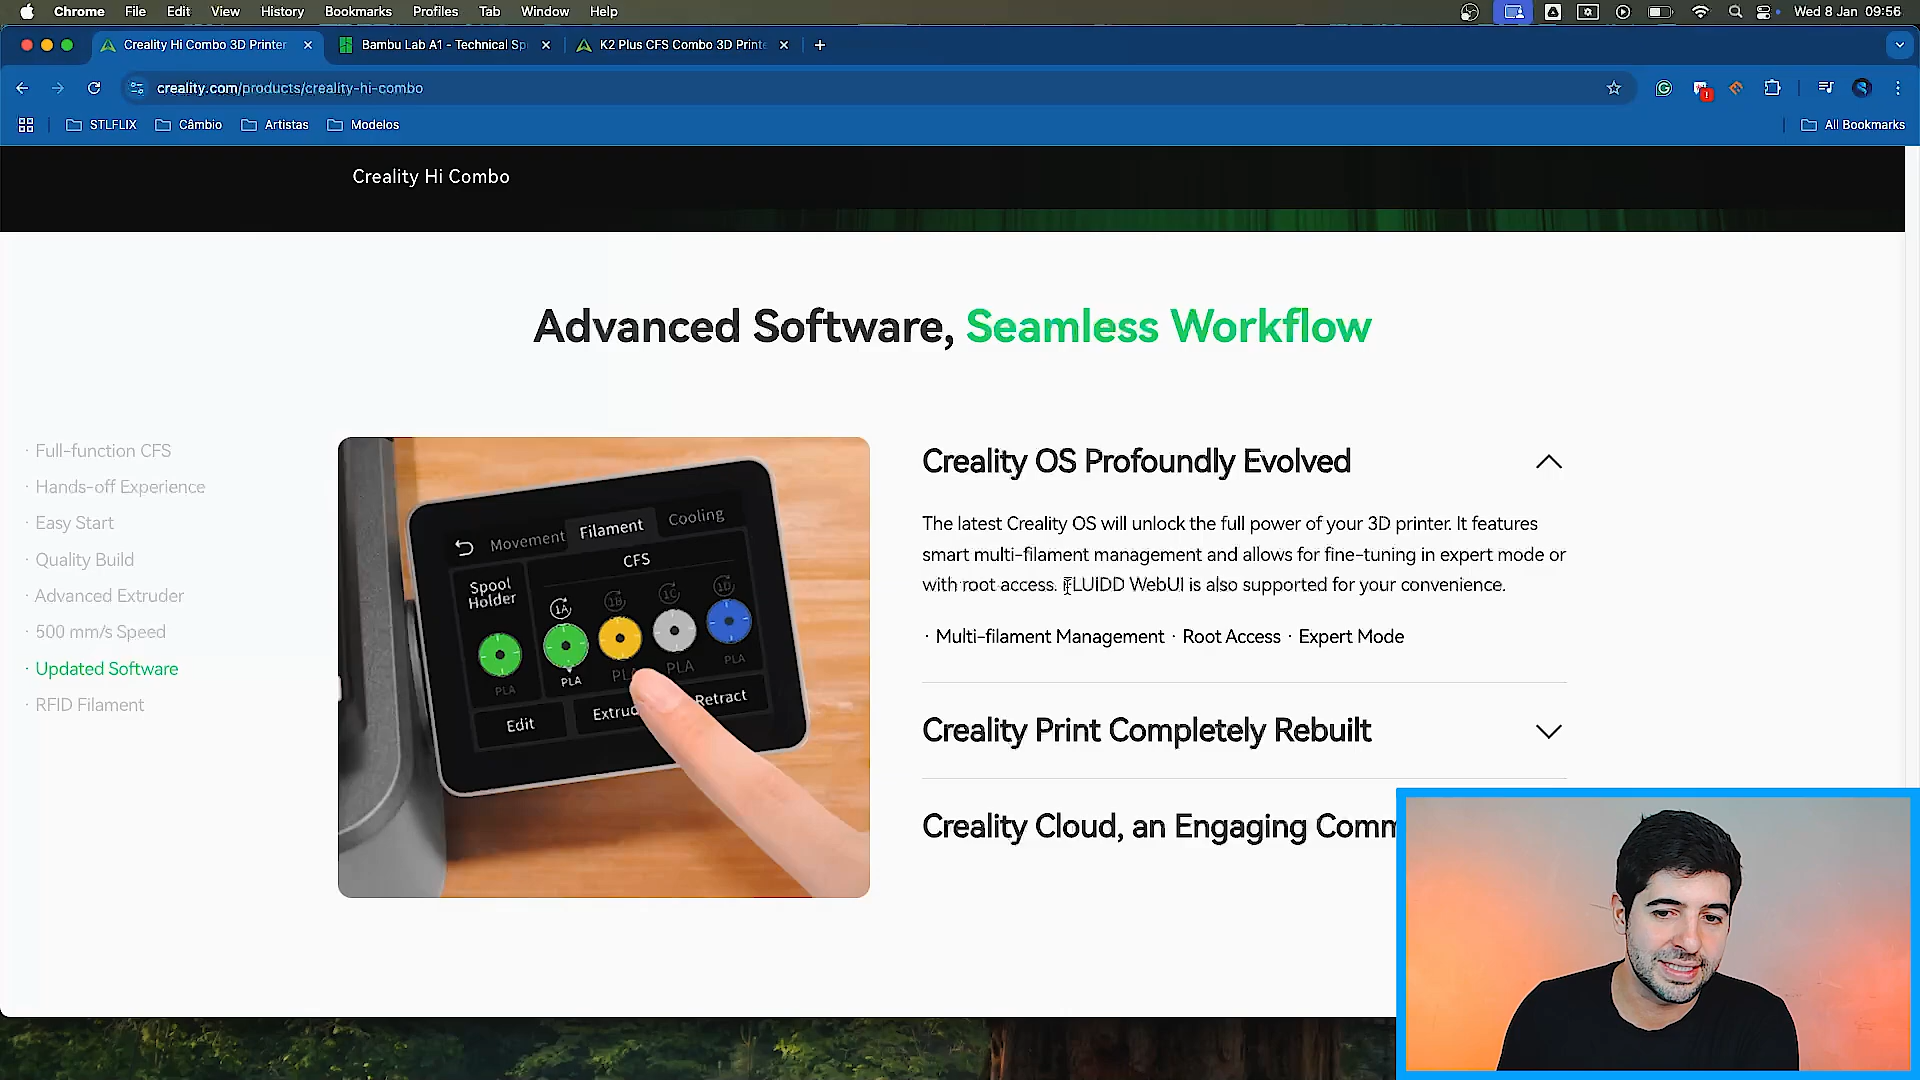 Chrome File Edit View History Bookmarks Profiles Tab Window Help Wed 8 Jan 09:56
Creality Hi Combo 3D Printer Bambu Lab A1 - Technical Sp K2 Plus CFS Combo 3D Printe
creality.com/products/creality-hi-combo
STLFLIX Câmbio Artistas Modelos All Bookmarks
Creality Hi Combo
Advanced Software, Seamless Workflow
· Full-function CFS
· Hands-off Experience
· Easy Start
· Quality Build
· Advanced Extruder
· 500 mm/s Speed
· Updated Software
· RFID Filament
Movement Filament Cooling
CFS
Spool
Holder
1A 1B 1C 1D
PLA PLA PLA PLA PLA
Edit Extrud Retract
Creality OS Profoundly Evolved
The latest Creality OS will unlock the full power of your 3D printer. It features
smart multi-filament management and allows for fine-tuning in expert mode or
with root access. FLUIDD WebUI is also supported for your convenience.
· Multi-filament Management · Root Access · Expert Mode
Creality Print Completely Rebuilt
Creality Cloud, an Engaging Comm